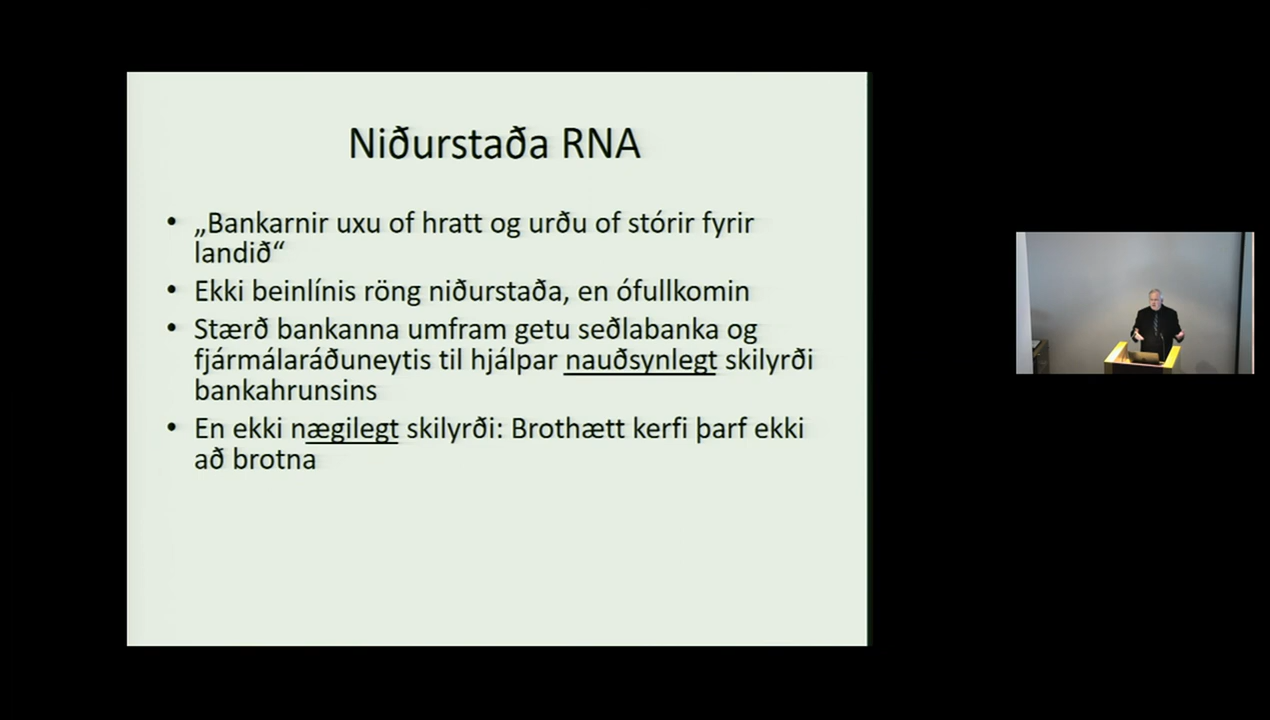 Niðurstaða RNA
• „Bankarnir uxu of hratt og urðu of stórir fyrir
landið“
• Ekki beinlínis röng niðurstaða, en ófullkomin
• Stærð bankanna umfram getu seðlabanka og
fjármálaráðuneytis til hjálpar nauðsynlegt skilyrði
bankahrunsins
• En ekki nægilegt skilyrði: Brothætt kerfi þarf ekki
að brotna